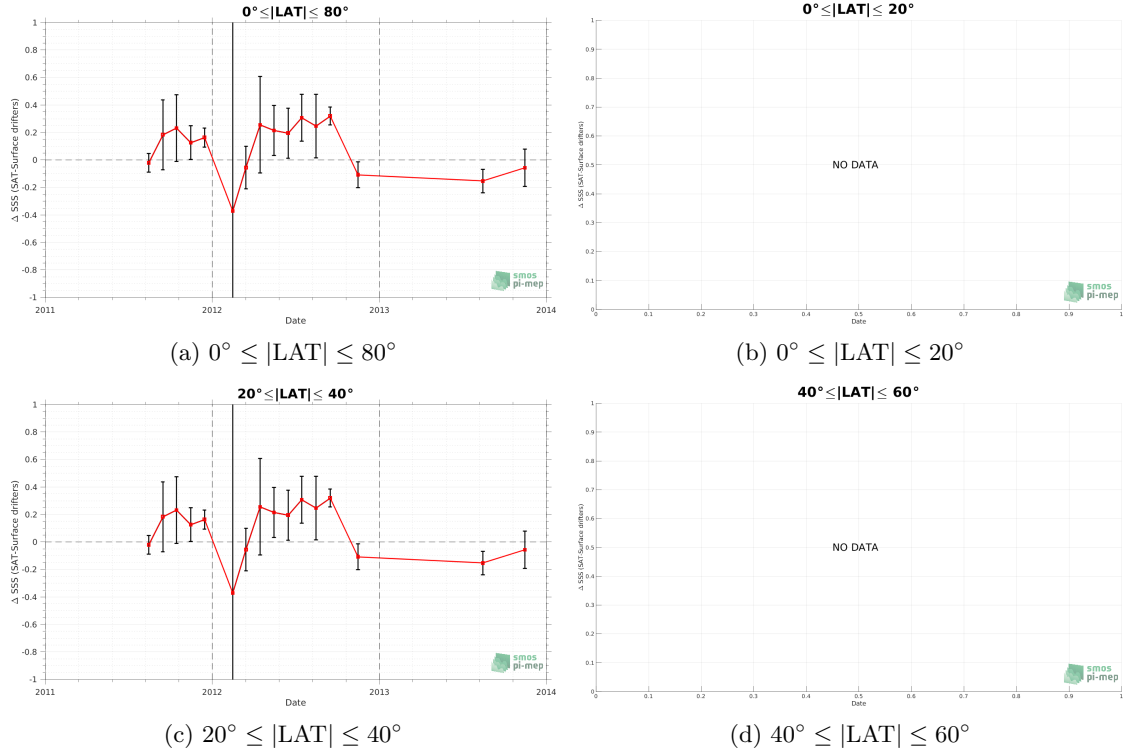 0°≤|LAT|≤ 80°
1
0.8
0.6
0.4
0.2
0
-0.2
-0.4
-0.6
-0.8
-1
Δ SSS (SAT-Surface drifters)
2011
2012
2013
2014
Date
smos
pi-mep
(a) 0° ≤ |LAT| ≤ 80°
0°≤|LAT|≤ 20°
1
0.9
0.8
0.7
0.6
0.5
0.4
0.3
0.2
0.1
0
Δ SSS (SAT-Surface drifters)
NO DATA
0
0.1
0.2
0.3
0.4
0.5
0.6
0.7
0.8
0.9
1
Date
smos
pi-mep
(b) 0° ≤ |LAT| ≤ 20°
20°≤|LAT|≤ 40°
1
0.8
0.6
0.4
0.2
0
-0.2
-0.4
-0.6
-0.8
-1
Δ SSS (SAT-Surface drifters)
2011
2012
2013
2014
Date
smos
pi-mep
(c) 20° ≤ |LAT| ≤ 40°
40°≤|LAT|≤ 60°
1
0.9
0.8
0.7
0.6
0.5
0.4
0.3
0.2
0.1
0
Δ SSS (SAT-Surface drifters)
NO DATA
0
0.1
0.2
0.3
0.4
0.5
0.6
0.7
0.8
0.9
1
Date
smos
pi-mep
(d) 40° ≤ |LAT| ≤ 60°